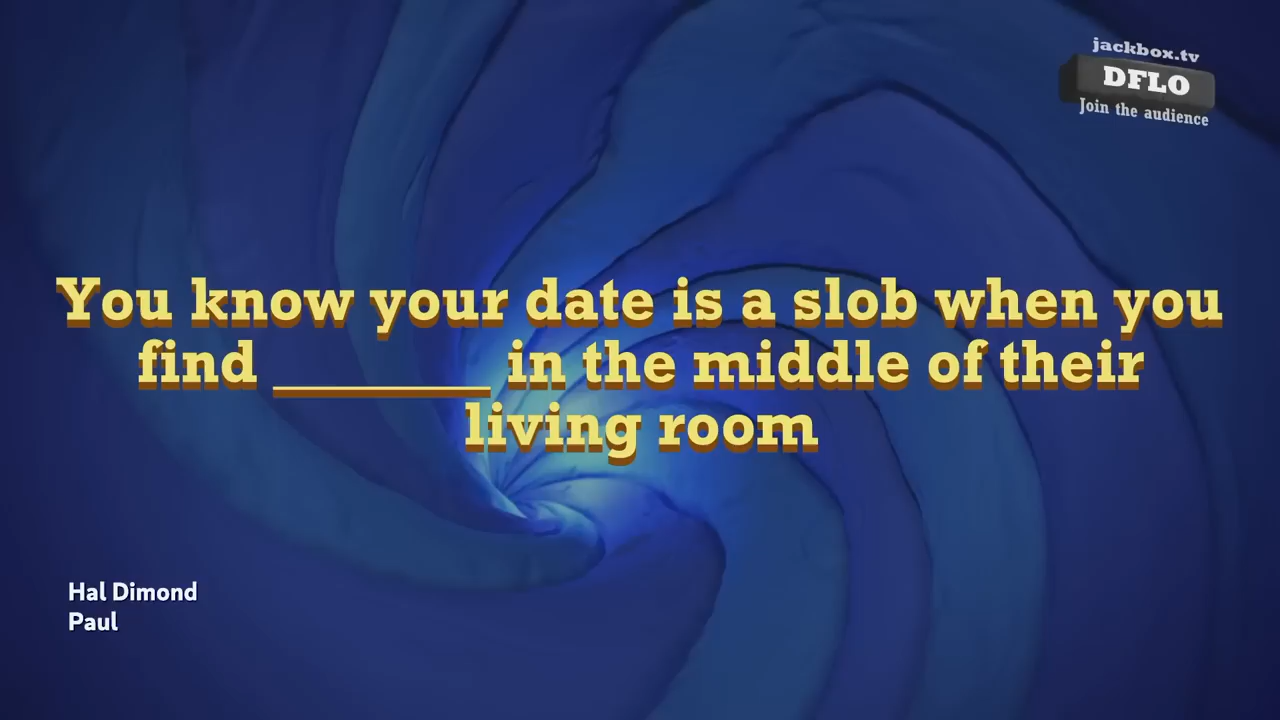 jackbox.tv
DFLO
Join the audience
You know your date is a slob when you
find ________ in the middle of their
living room
Hal Dimond
Paul